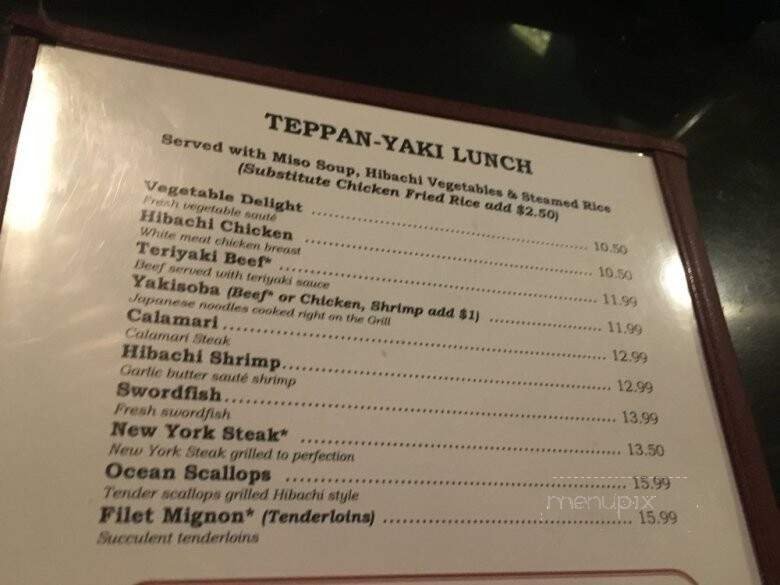 TEPPAN-YAKI LUNCH
Served with Miso Soup, Hibachi Vegetables & Steamed Rice
(Substitute Chicken Fried Rice add $2.50)
Vegetable Delight ........ 10.50
Fresh vegetable sauté
Hibachi Chicken ........ 10.50
White meat chicken breast
Teriyaki Beef* ........ 11.99
Beef served with teriyaki sauce
Yakisoba (Beef* or Chicken, Shrimp add $1) ........ 11.99
Japanese noodles cooked right on the Grill
Calamari ........ 12.99
Calamari Steak
Hibachi Shrimp ........ 12.99
Garlic butter sauté shrimp
Swordfish ........ 13.99
Fresh swordfish
New York Steak* ........ 13.50
New York Steak grilled to perfection
Ocean Scallops ........ 15.99
Tender scallops grilled Hibachi style
Filet Mignon* (Tenderloins) ........ 15.99
Succulent tenderloins
menupix